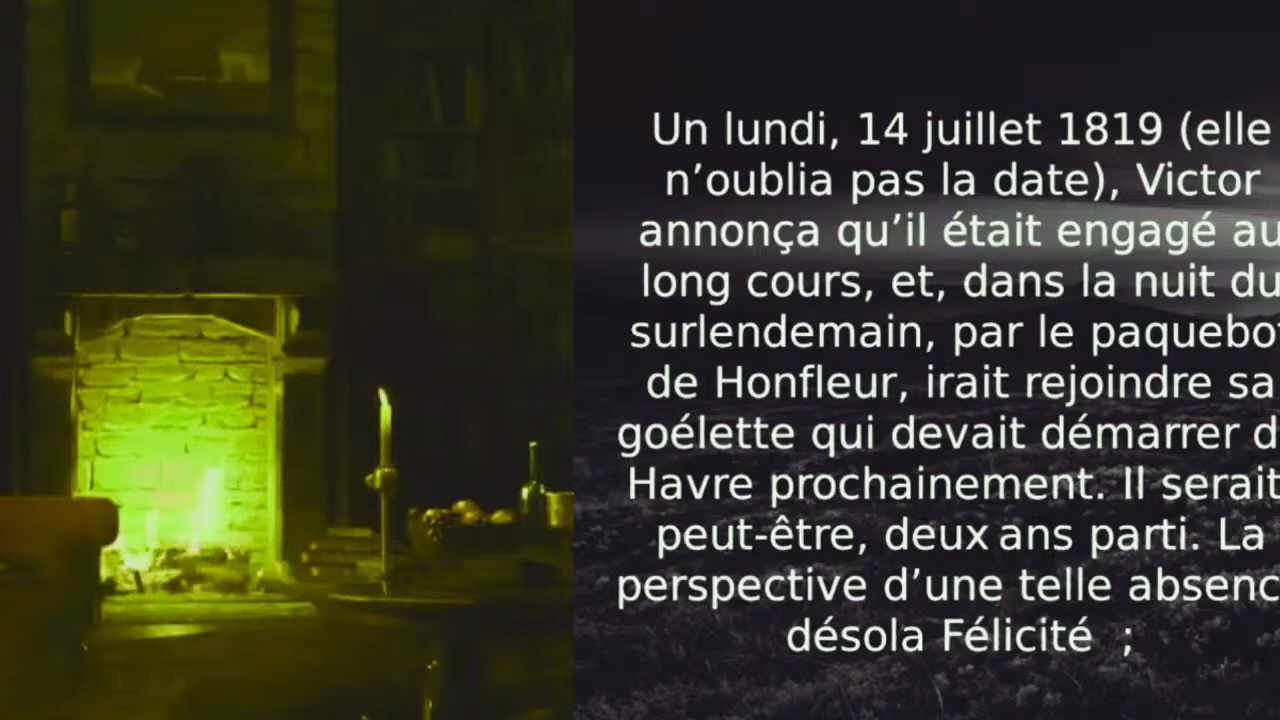 Un lundi, 14 juillet 1819 (elle
n’oublia pas la date), Victor
annonça qu’il était engagé au
long cours, et, dans la nuit du
surlendemain, par le paquebot
de Honfleur, irait rejoindre sa
goélette qui devait démarrer d
Havre prochainement. Il serait
peut-être, deux ans parti. La
perspective d’une telle absenc
désola Félicité ;